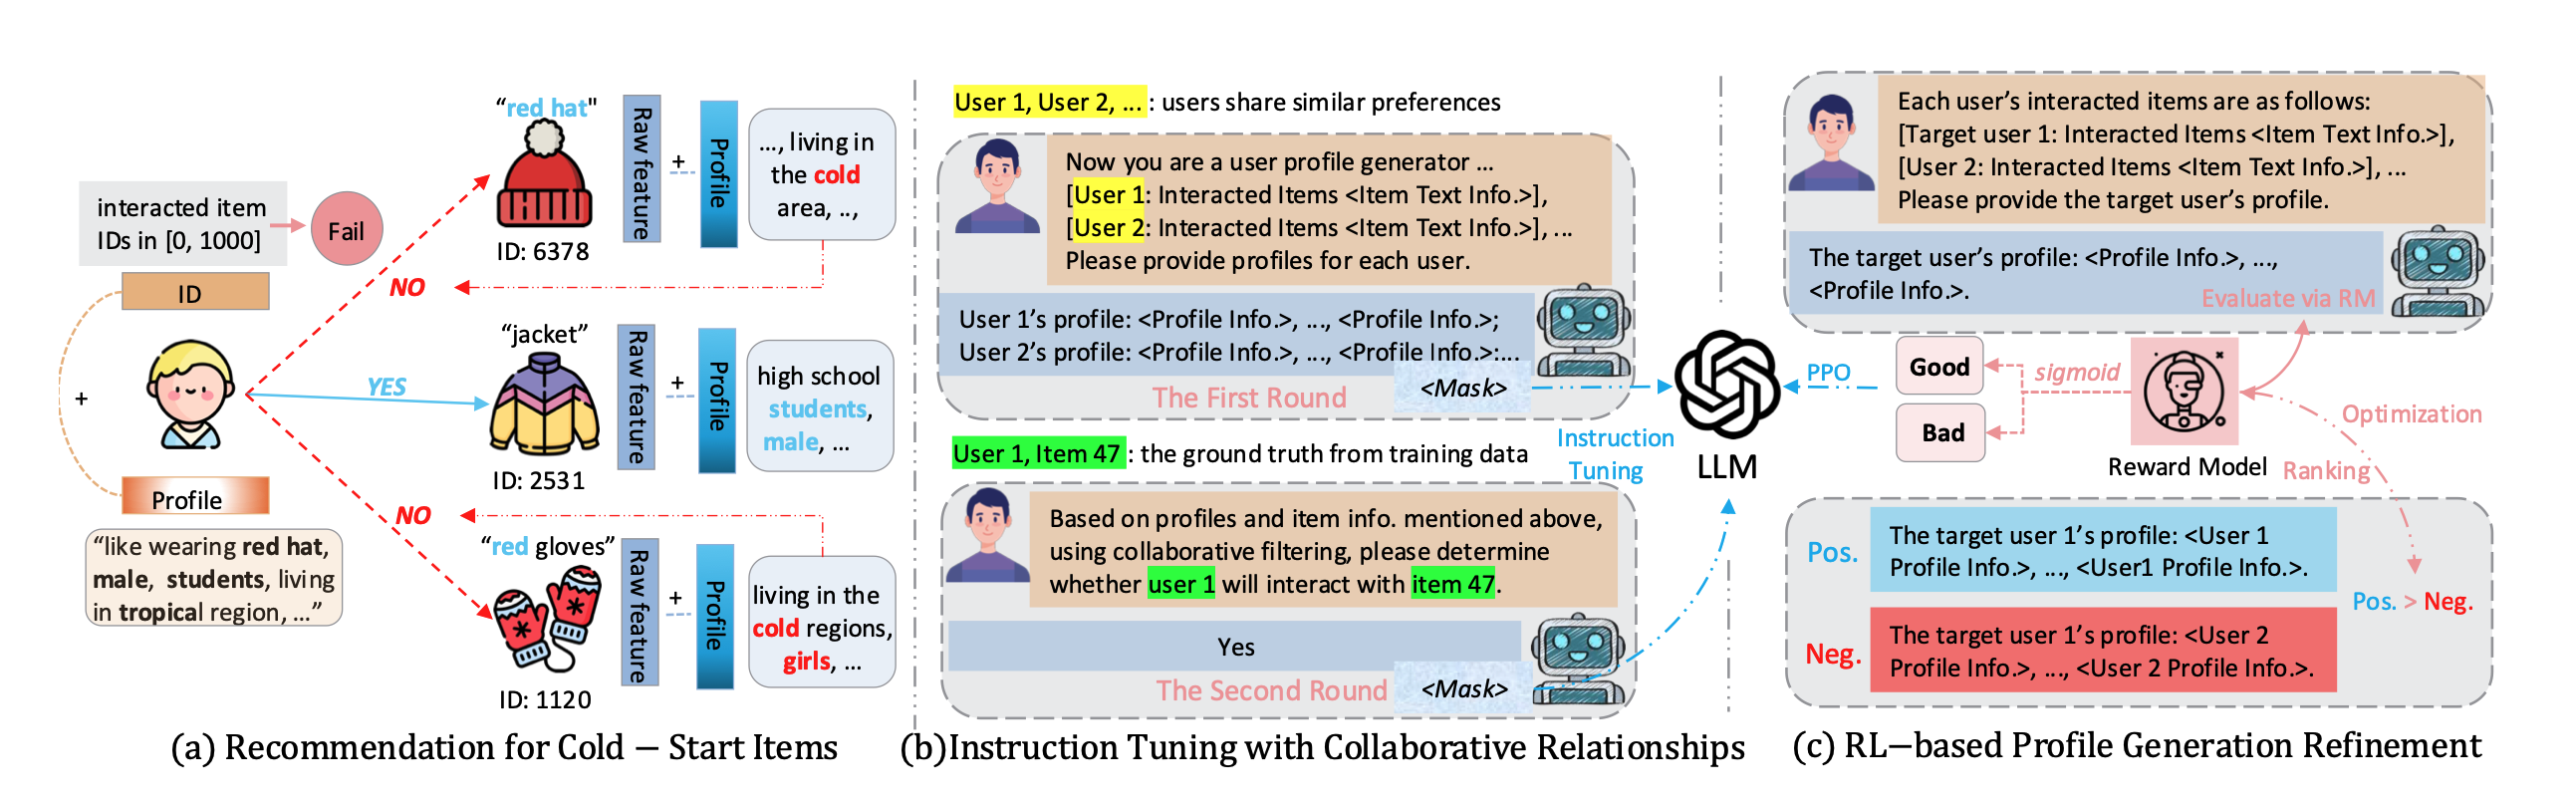 interacted item
IDs in [0, 1000]
Fail
ID
+
Profile
“like wearing red hat,
male, students, living
in tropical region, ...”
NO
YES
NO
“red hat"
ID: 6378
Raw feature
+
Profile
..., living in
the cold
area, ..,
“jacket”
ID: 2531
Raw feature
+
Profile
high school
students,
male, ...
“red gloves”
ID: 1120
Raw feature
+
Profile
living in the
cold regions,
girls, ...
(a) Recommendation for Cold – Start Items
User 1, User 2, ... : users share similar preferences
Now you are a user profile generator ...
[User 1: Interacted Items <Item Text Info.>],
[User 2: Interacted Items <Item Text Info.>], ...
Please provide profiles for each user.
User 1’s profile: <Profile Info.>, ..., <Profile Info.>;
User 2’s profile: <Profile Info.>, ..., <Profile Info.>:...
The First Round
<Mask>
User 1, Item 47 : the ground truth from training data
Based on profiles and item info. mentioned above,
using collaborative filtering, please determine
whether user 1 will interact with item 47.
Yes
The Second Round
<Mask>
Instruction
Tuning
LLM
PPO
(b)Instruction Tuning with Collaborative Relationships
Each user’s interacted items are as follows:
[Target user 1: Interacted Items <Item Text Info.>],
[User 2: Interacted Items <Item Text Info.>], ...
Please provide the target user’s profile.
The target user’s profile: <Profile Info.>, ...,
<Profile Info.>.
Evaluate via RM
Good
Bad
sigmoid
Reward Model
Optimization
Ranking
Pos.
The target user 1’s profile: <User 1
Profile Info.>, ..., <User1 Profile Info.>.
Pos. > Neg.
Neg.
The target user 1’s profile: <User 2
Profile Info.>, ..., <User 2 Profile Info.>.
(c) RL–based Profile Generation Refinement